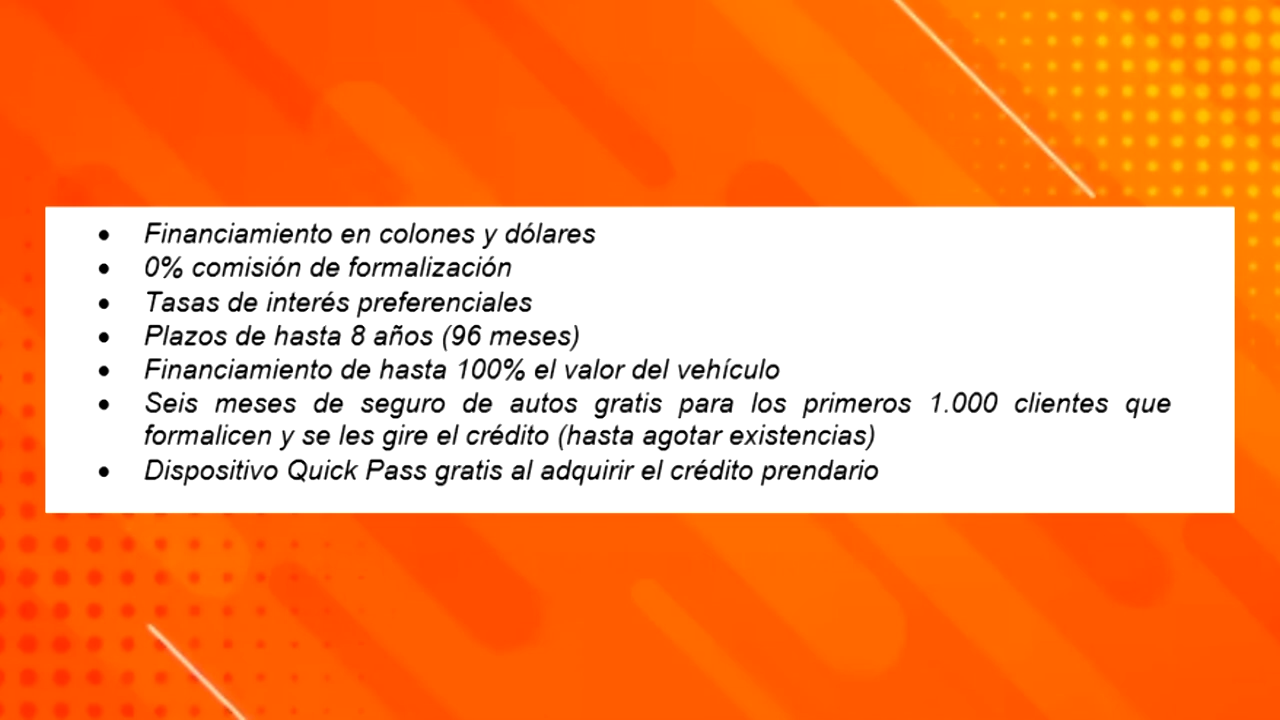 • Financiamiento en colones y dólares
• 0% comisión de formalización
• Tasas de interés preferenciales
• Plazos de hasta 8 años (96 meses)
• Financiamiento de hasta 100% el valor del vehículo
• Seis meses de seguro de autos gratis para los primeros 1.000 clientes que
formalicen y se les gire el crédito (hasta agotar existencias)
• Dispositivo Quick Pass gratis al adquirir el crédito prendario